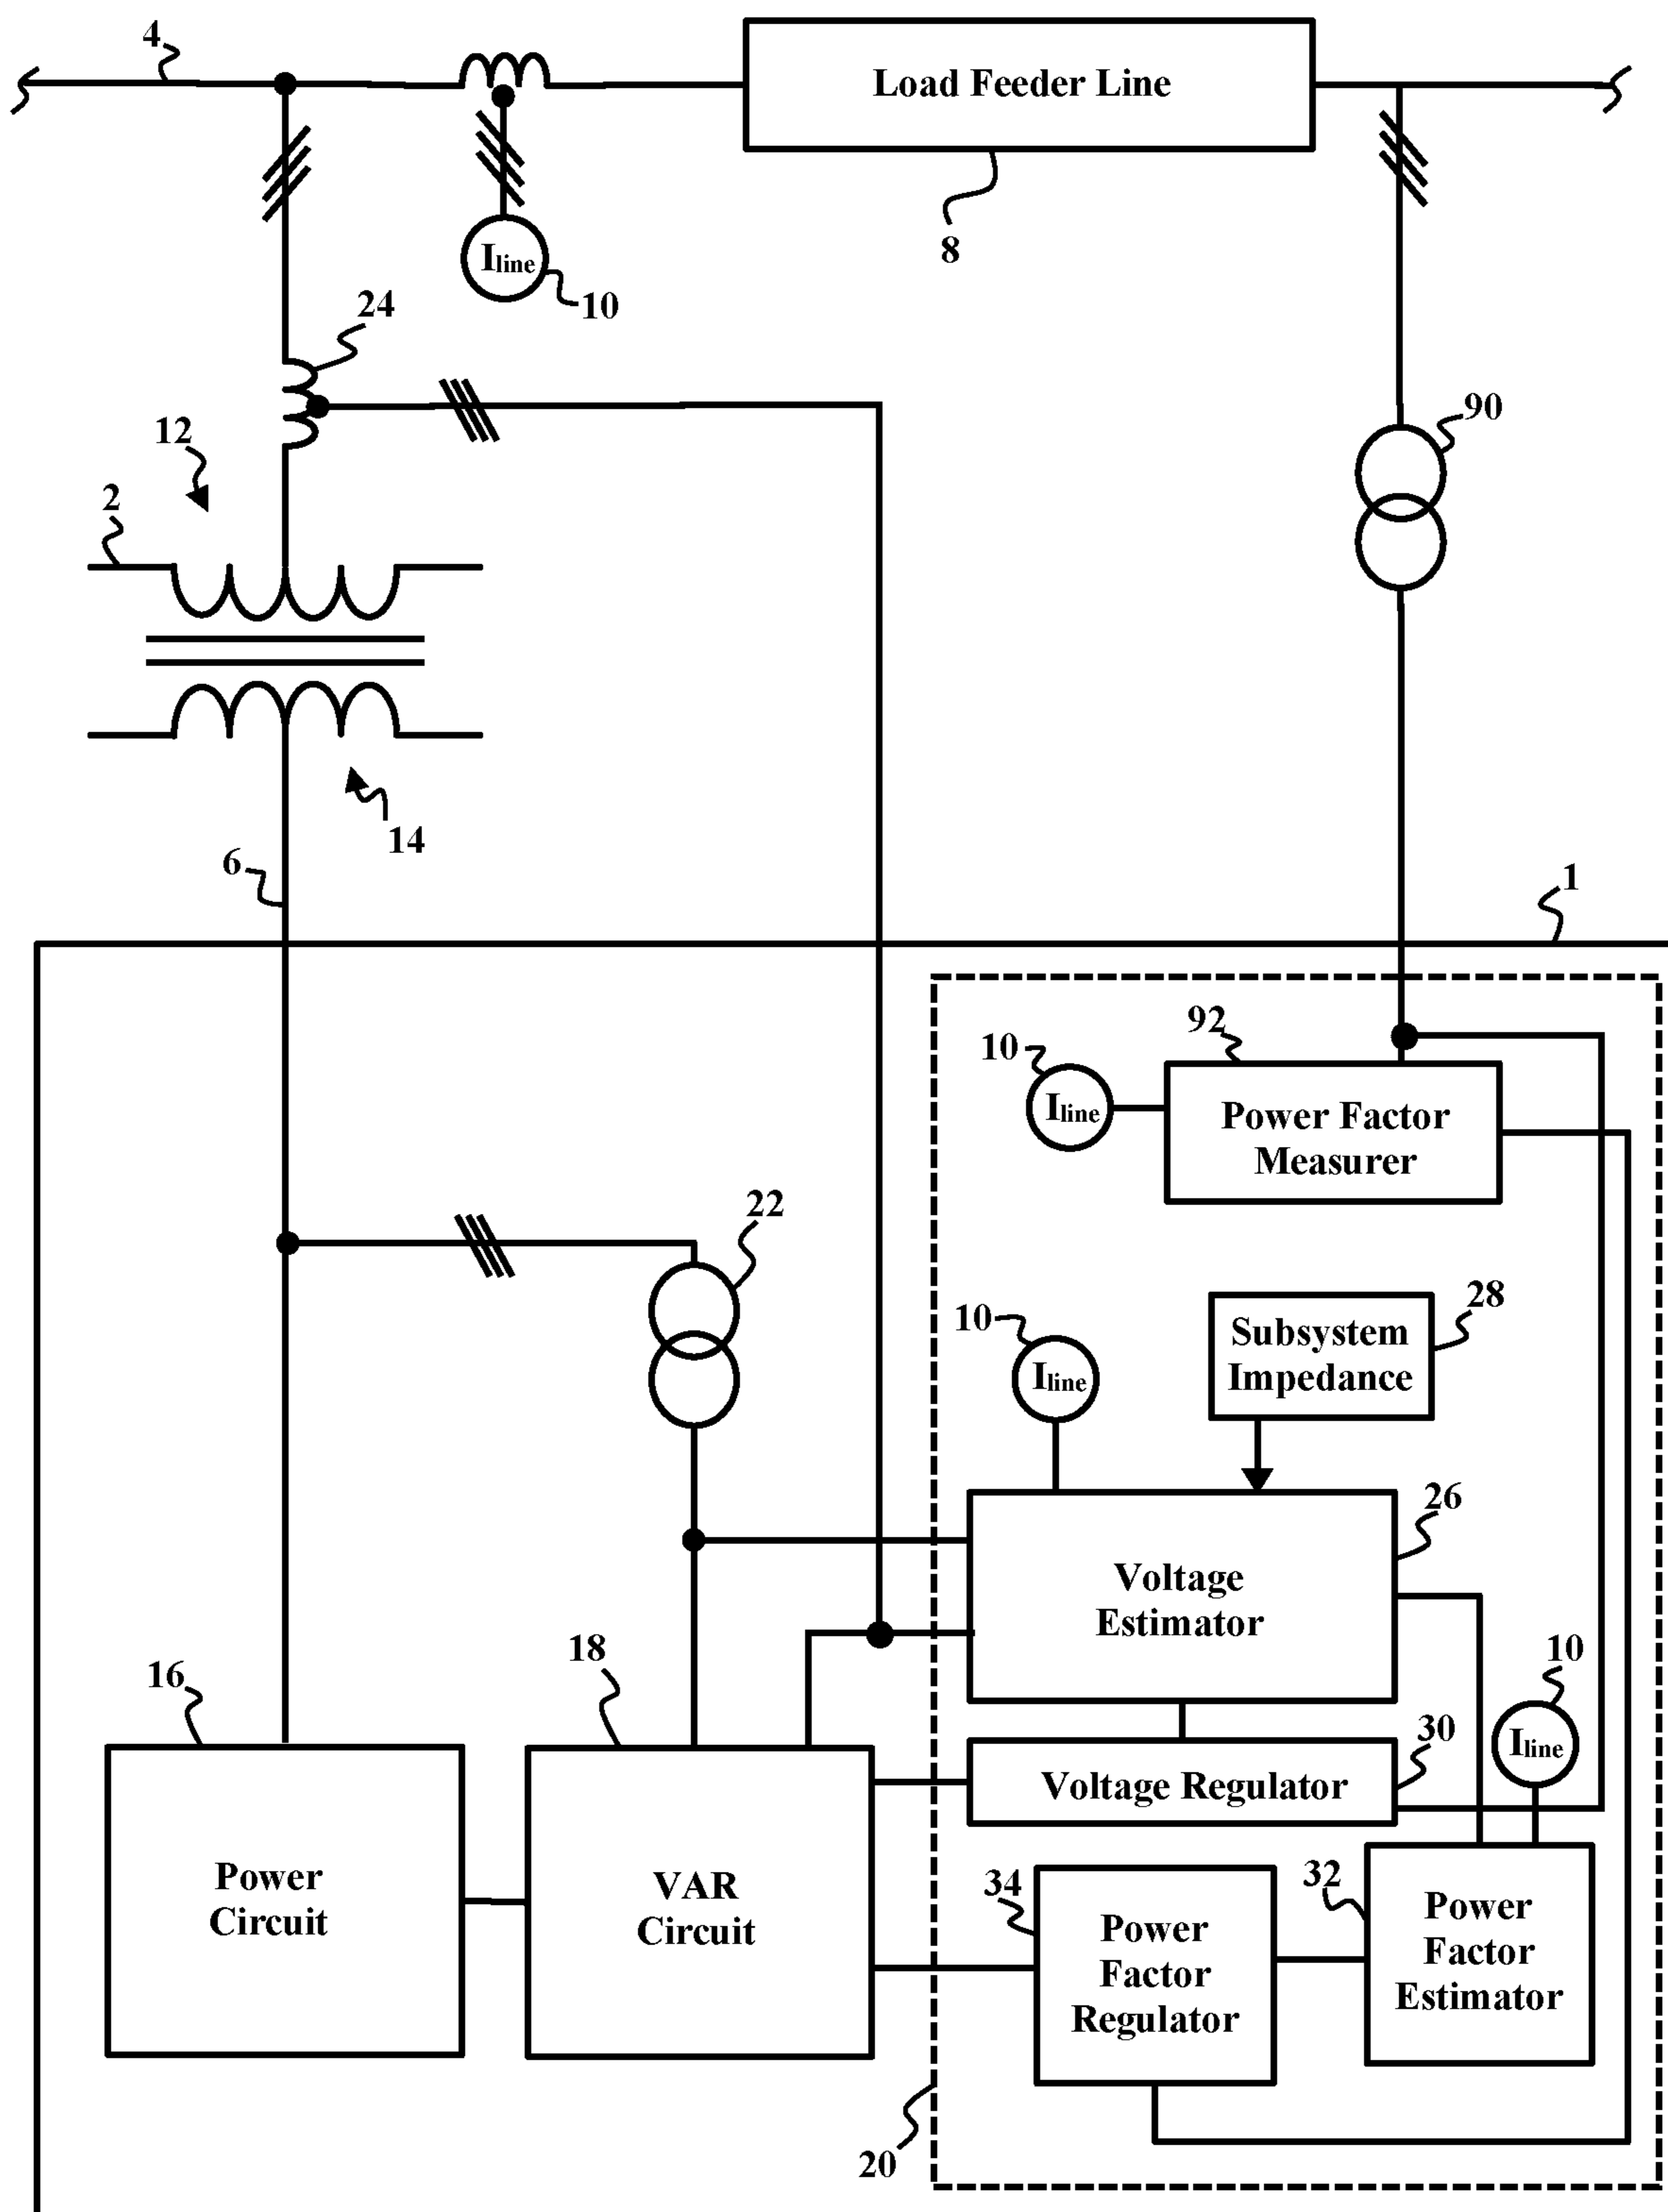 4
Load Feeder Line
8
Iline
10
24
90
12
2
14
6
1
92
10
Iline
Power Factor
Measurer
22
28
10
Iline
Subsystem
Impedance
26
Voltage
Estimator
18
16
10
30
Iline
Voltage Regulator
34
32
Power
Circuit
VAR
Circuit
Power
Factor
Regulator
Power
Factor
Estimator
20